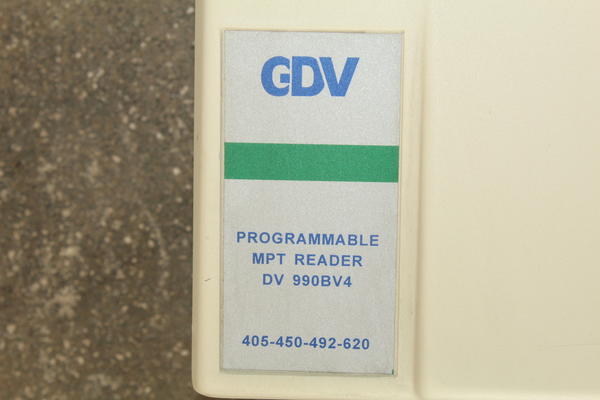 GDV
PROGRAMMABLE
MPT READER
DV 990BV4
405-450-492-620